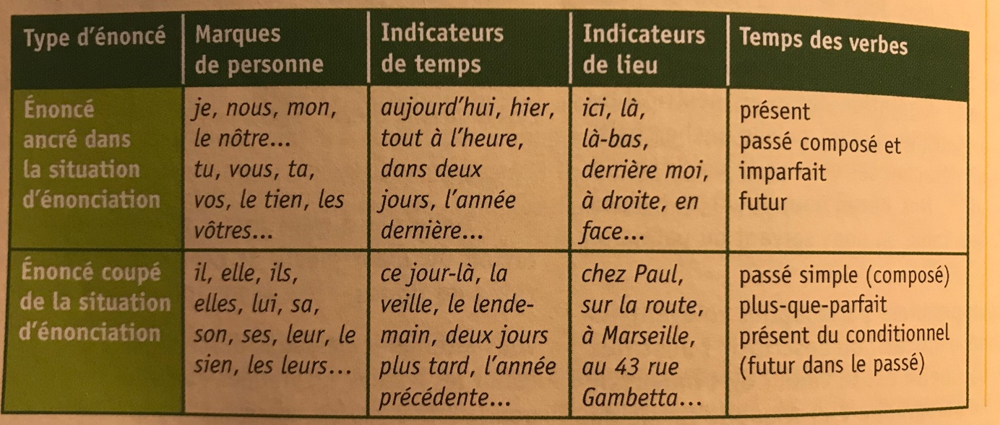 Type d'énoncé
Marques
de personne
Indicateurs
de temps
Indicateurs
de lieu
Temps des verbes
Énoncé
ancré dans
la situation
d'énonciation
je, nous, mon,
le nôtre...
tu, vous, ta,
vos, le tien, les
vôtres...
aujourd'hui, hier,
tout à l'heure,
dans deux
jours, l'année
dernière...
ici, là,
là-bas,
derrière moi,
à droite, en
face...
présent
passé composé et
imparfait
futur
Énoncé coupé
de la situation
d'énonciation
il, elle, ils,
elles, lui, sa,
son, ses, leur, le
sien, les leurs...
ce jour-là, la
veille, le lende-
main, deux jours
plus tard, l'année
précédente...
chez Paul,
sur la route,
à Marseille,
au 43 rue
Gambetta...
passé simple (composé)
plus-que-parfait
présent du conditionnel
(futur dans le passé)